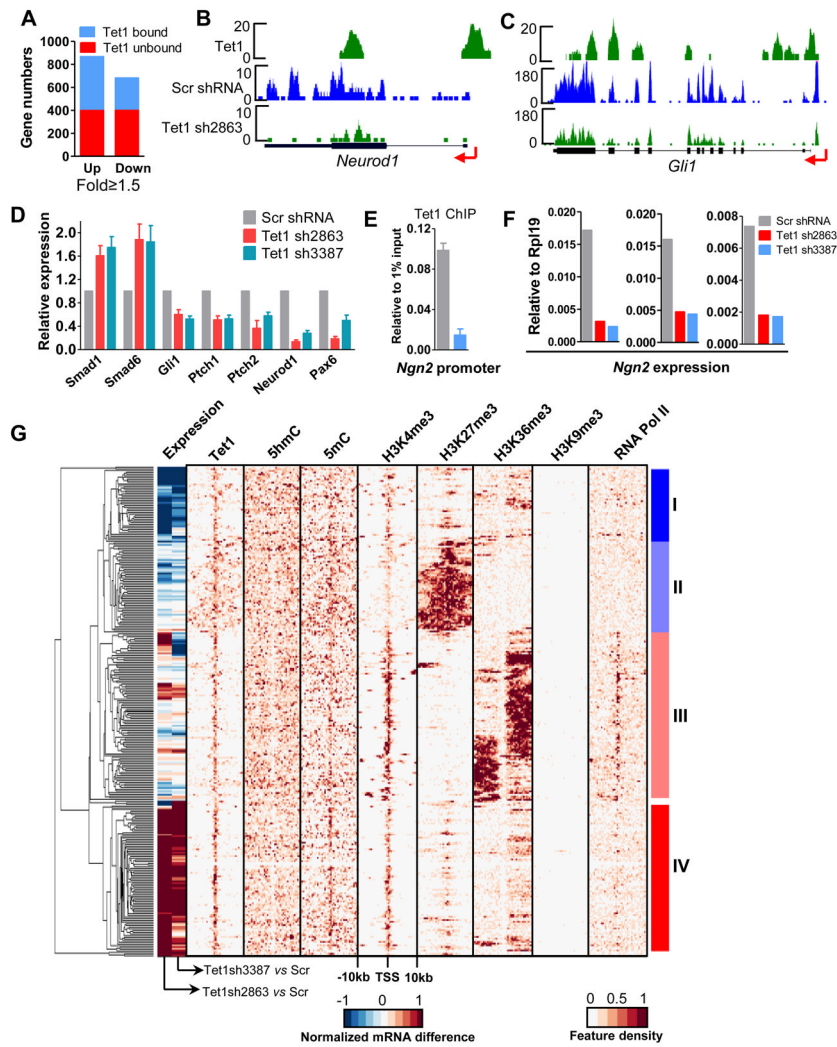 A
Tet1 bound
Tet1 unbound
Gene numbers
1000
800
600
400
200
0
Up Down
Fold≥1.5
B
Tet1
20
0
Scr shRNA
10
0
Tet1 sh2863
10
0
Neurod1
C
20
0
180
0
180
0
Gli1
D
Relative expression
2.0
1.6
1.2
0.8
0.4
0.0
Scr shRNA
Tet1 sh2863
Tet1 sh3387
Smad1 Smad6 Gli1 Ptch1 Ptch2 Neurod1 Pax6
E
Tet1 ChIP
Relative to 1% input
0.12
0.09
0.06
0.03
0.00
Ngn2 promoter
F
Scr shRNA
Tet1 sh2863
Tet1 sh3387
Relative to Rpl19
0.020
0.015
0.010
0.005
0.000
0.020
0.015
0.010
0.005
0.000
0.008
0.006
0.004
0.002
0.000
Ngn2 expression
G
Expression Tet1 5hmC 5mC H3K4me3 H3K27me3 H3K36me3 H3K9me3 RNA Pol II
I
II
III
IV
Tet1sh3387 vs Scr
Tet1sh2863 vs Scr
-10kb TSS 10kb
-1 0 1
Normalized mRNA difference
0 0.5 1
Feature density